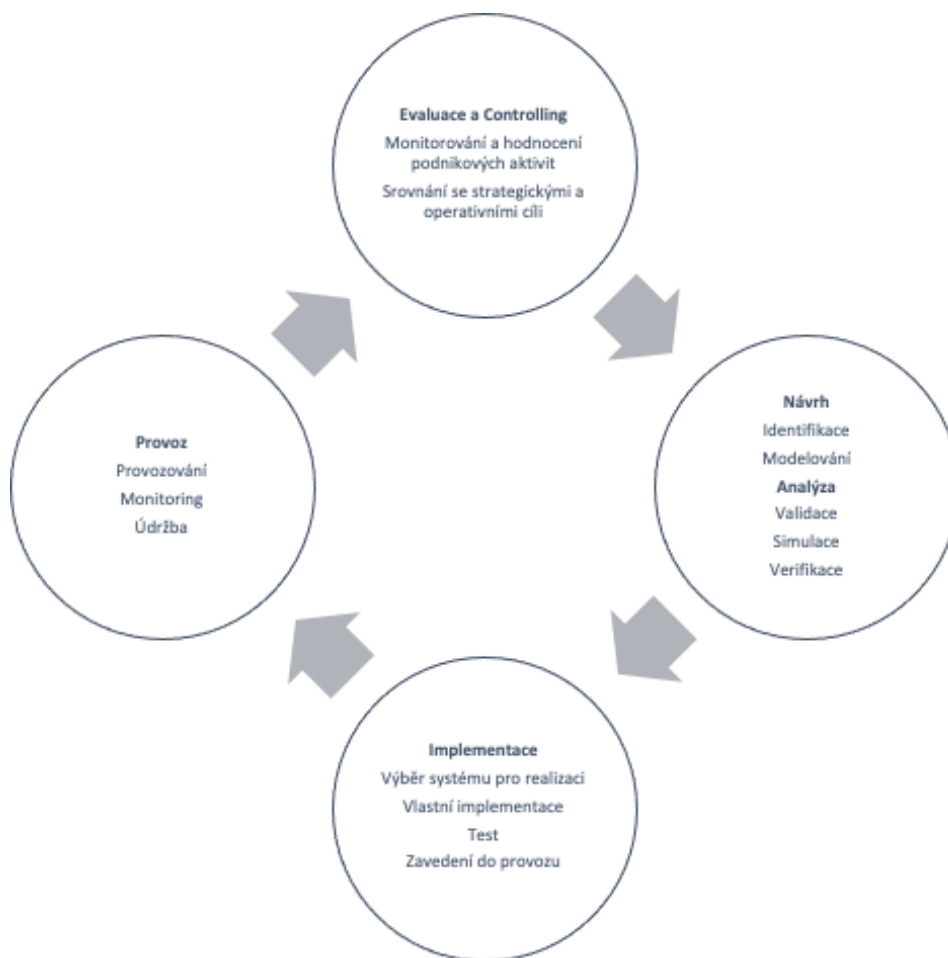 Evaluace a Controlling
Monitorování a hodnocení
podnikových aktivit
Srovnání se strategickými a
operativními cíli
Návrh
Identifikace
Modelování
Analýza
Validace
Simulace
Verifikace
Provoz
Provozování
Monitoring
Údržba
Implementace
Výběr systému pro realizaci
Vlastní implementace
Test
Zavedení do provozu